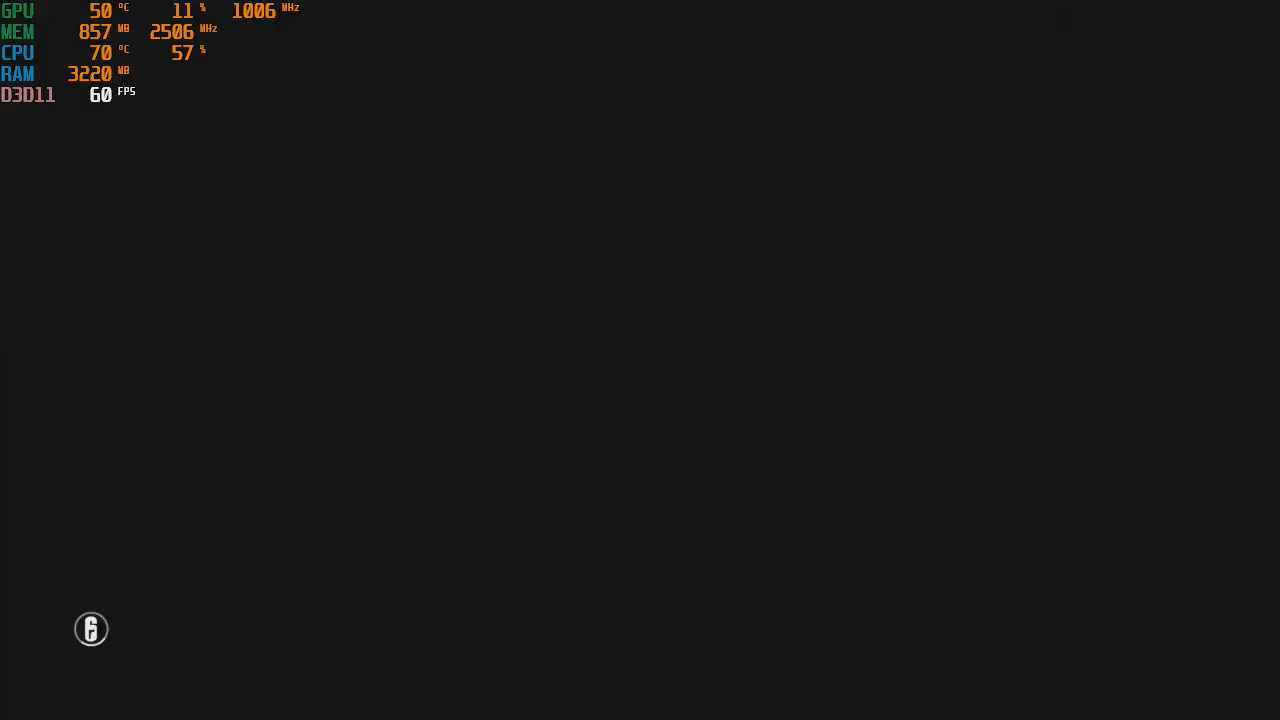 GPU 50 °C 11 % 1006 MHz
MEM 857 MB 2506 MHz
CPU 70 °C 57 %
RAM 3220 MB
D3D11 60 FPS
6